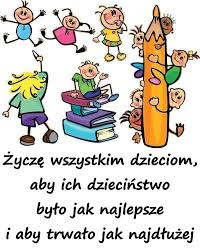 Życzę wszystkim dzieciom,
aby ich dzieciństwo
było jak najlepsze
i aby trwało jak najdłużej